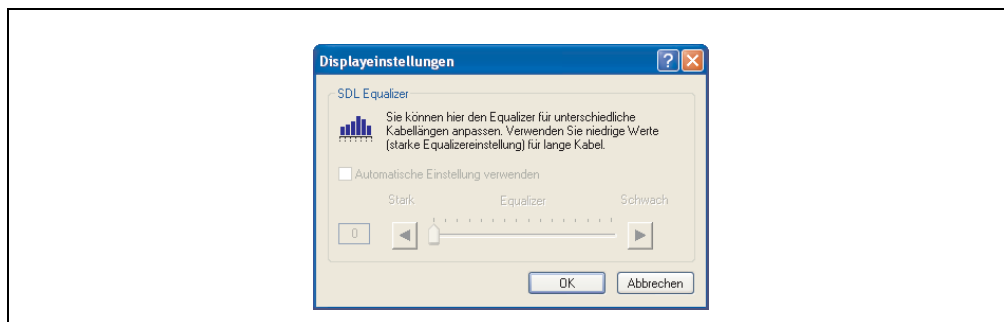 Displayeinstellungen
SDL Equalizer
Sie können hier den Equalizer für unterschiedliche
Kabellängen anpassen. Verwenden Sie niedrige Werte
(starke Equalizereinstellung) für lange Kabel.
Automatische Einstellung verwenden
Stark Equalizer Schwach
0
OK Abbrechen